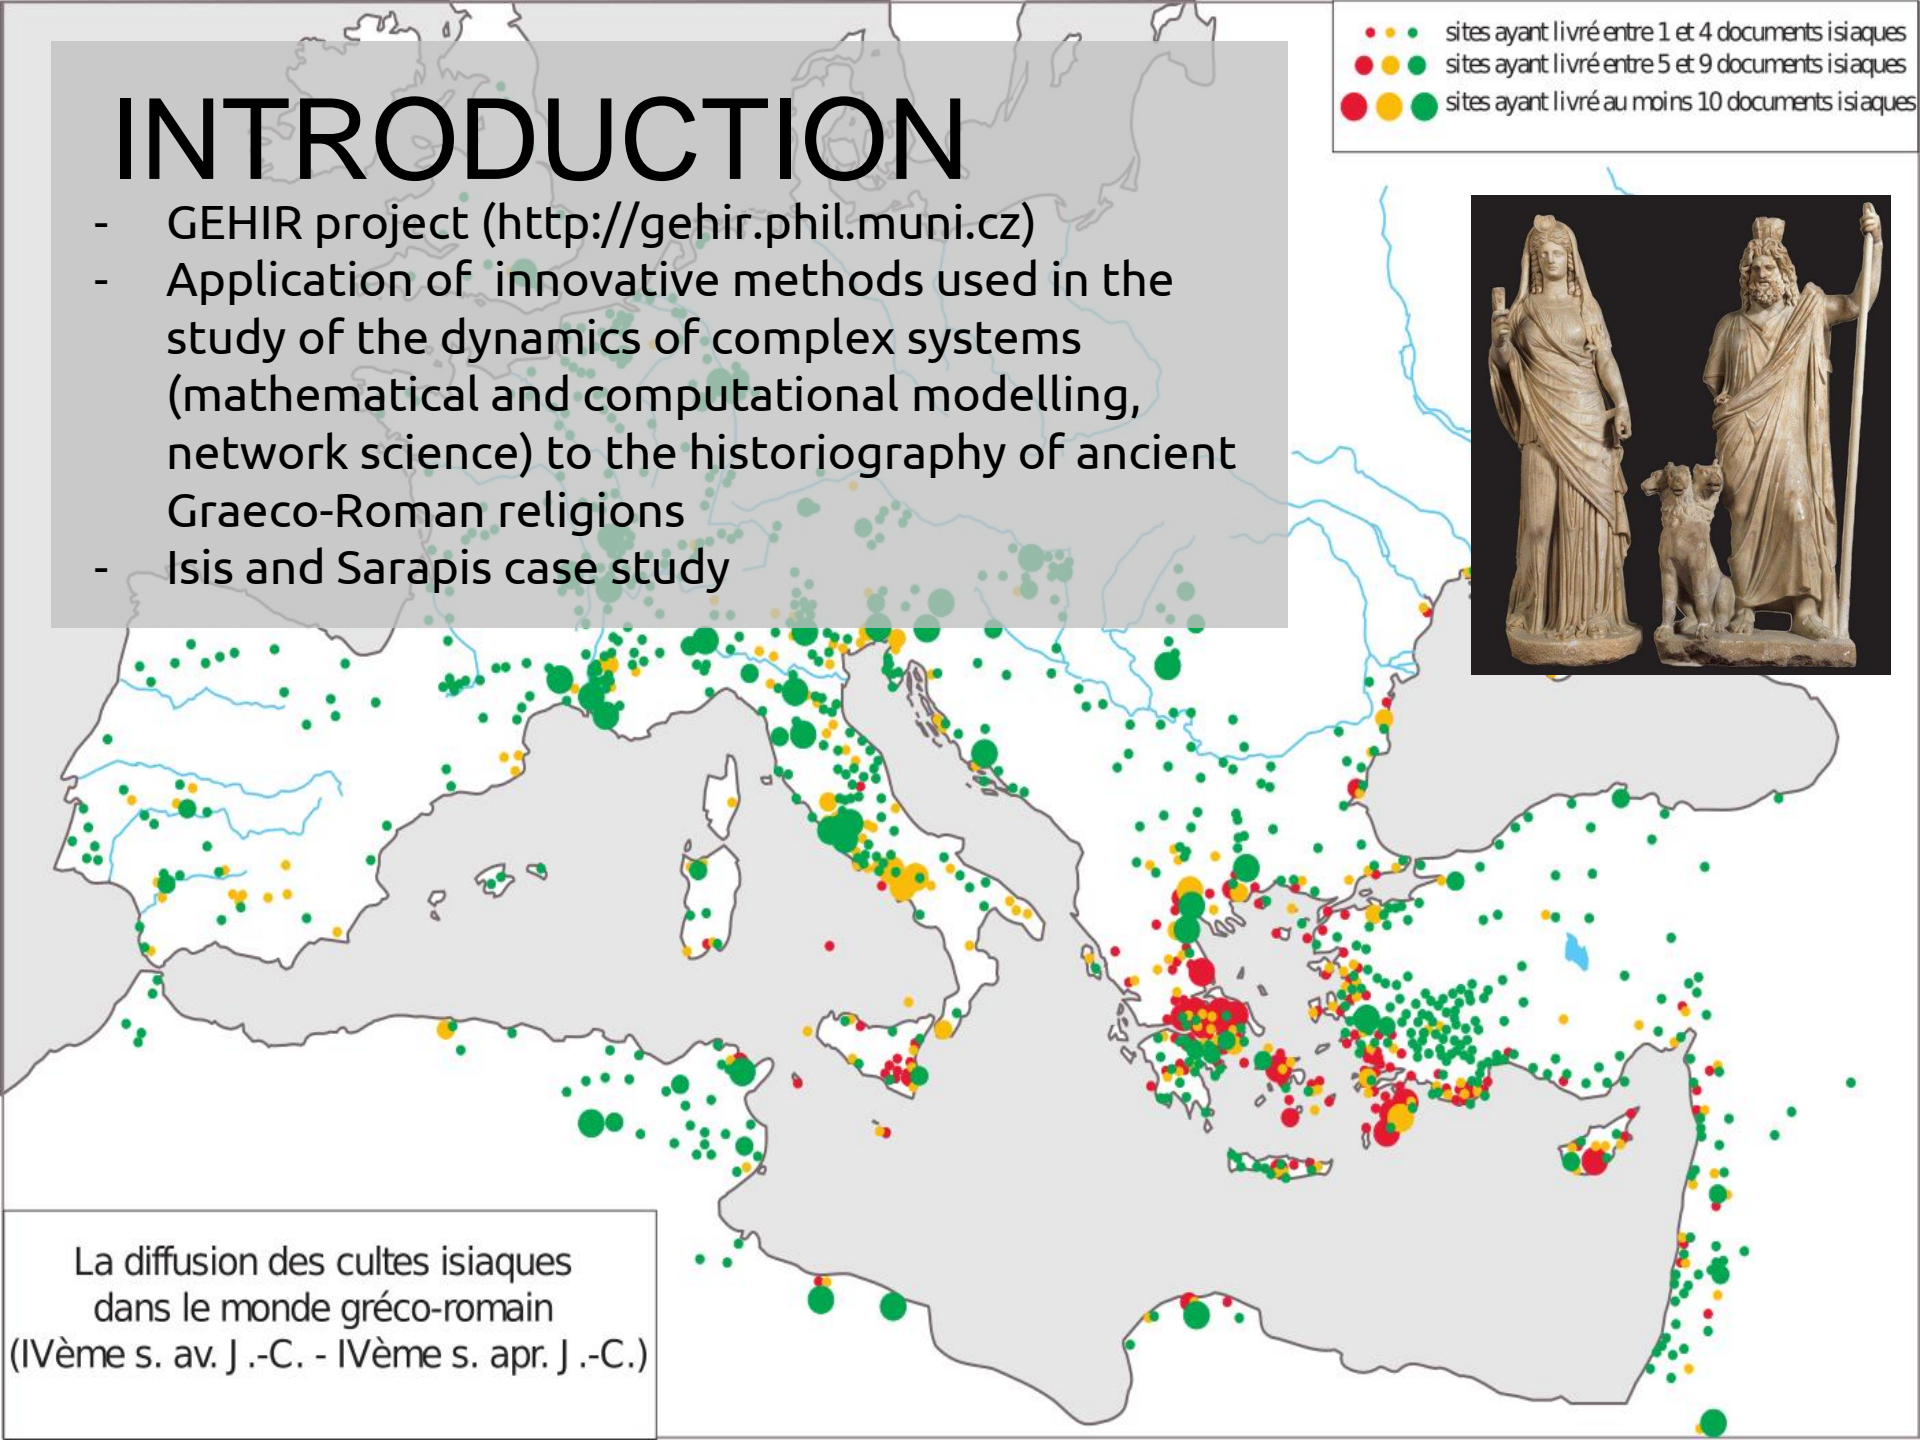 INTRODUCTION
- GEHIR project (http://gehir.phil.muni.cz)
- Application of innovative methods used in the
study of the dynamics of complex systems
(mathematical and computational modelling,
network science) to the historiography of ancient
Graeco-Roman religions
- Isis and Sarapis case study
sites ayant livré entre 1 et 4 documents isiaques
sites ayant livré entre 5 et 9 documents isiaques
sites ayant livré au moins 10 documents isiaques
La diffusion des cultes isiaques
dans le monde gréco-romain
(IVème s. av. J.-C. - IVème s. apr. J.-C.)